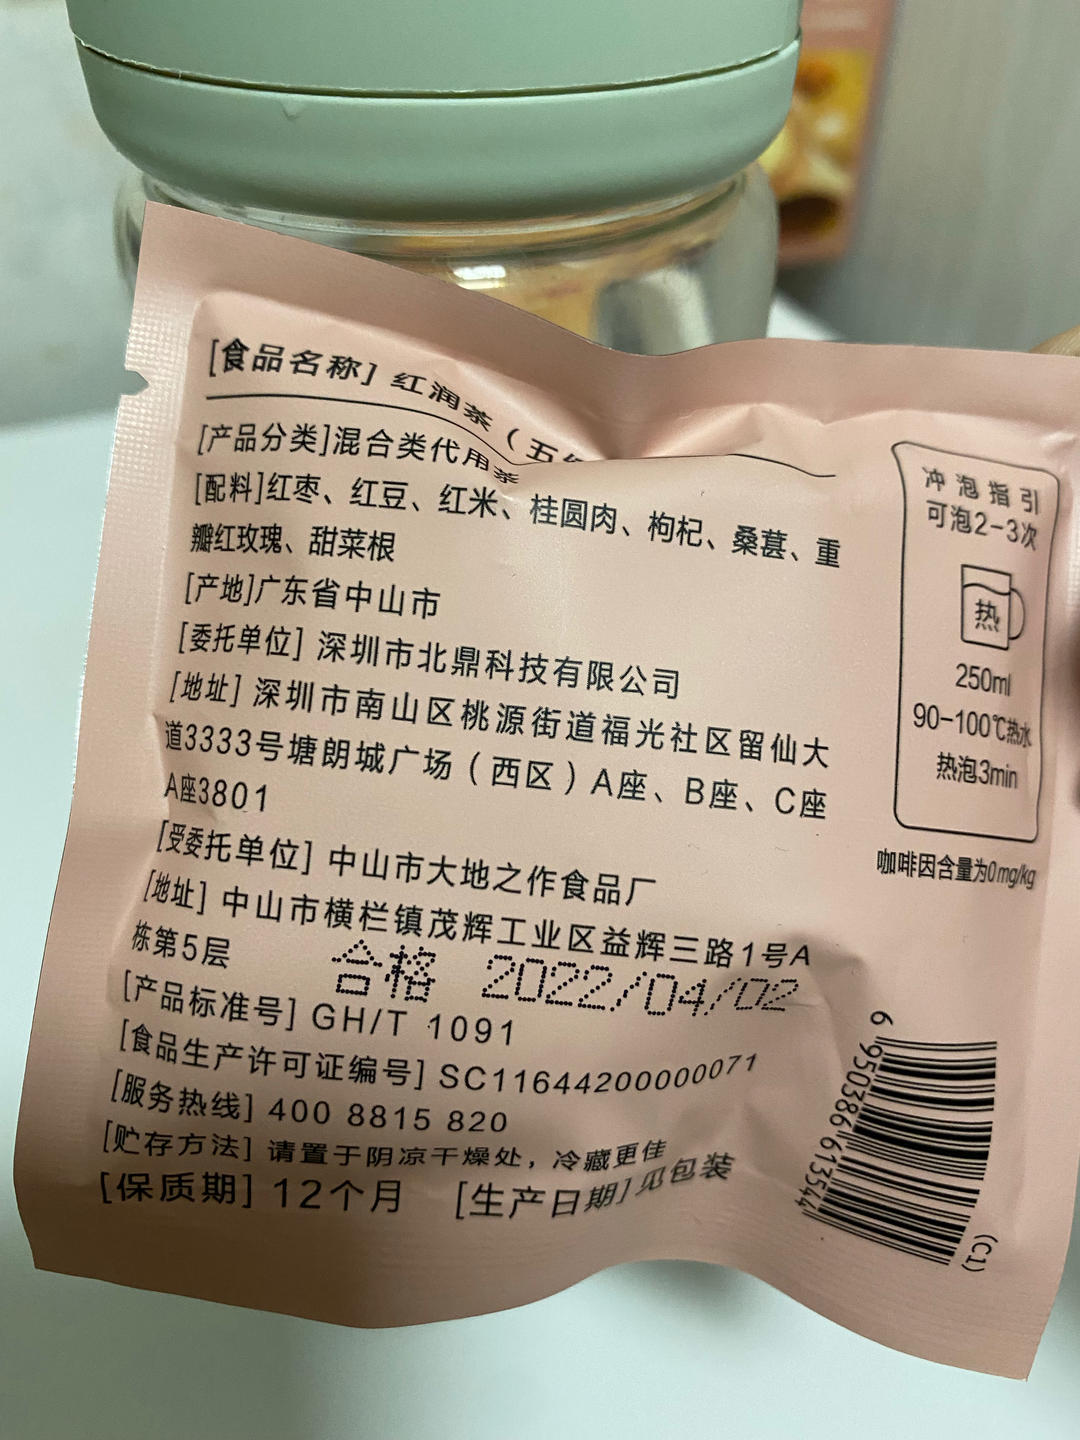 [食品名称] 红润茶（五
[产品分类]混合类代用茶
[配料]红枣、红豆、红米、桂圆肉、枸杞、桑葚、重
瓣红玫瑰、甜菜根
[产地]广东省中山市
[委托单位] 深圳市北鼎科技有限公司
[地址] 深圳市南山区桃源街道福光社区留仙大
道3333号塘朗城广场（西区）A座、B座、C座
A座3801
[受委托单位] 中山市大地之作食品厂
[地址] 中山市横栏镇茂辉工业区益辉三路1号A
栋第5层
合格 2022/04/02
[产品标准号] GH/T 1091
[食品生产许可证编号] SC11644200000071
[服务热线] 400 8815 820
[贮存方法] 请置于阴凉干燥处，冷藏更佳
[保质期] 12个月 [生产日期] 见包装
冲泡指引
可泡2-3次
热
250ml
90-100℃热水
热泡3min
咖啡因含量为0mg/kg
6 950386 613544
(C1)